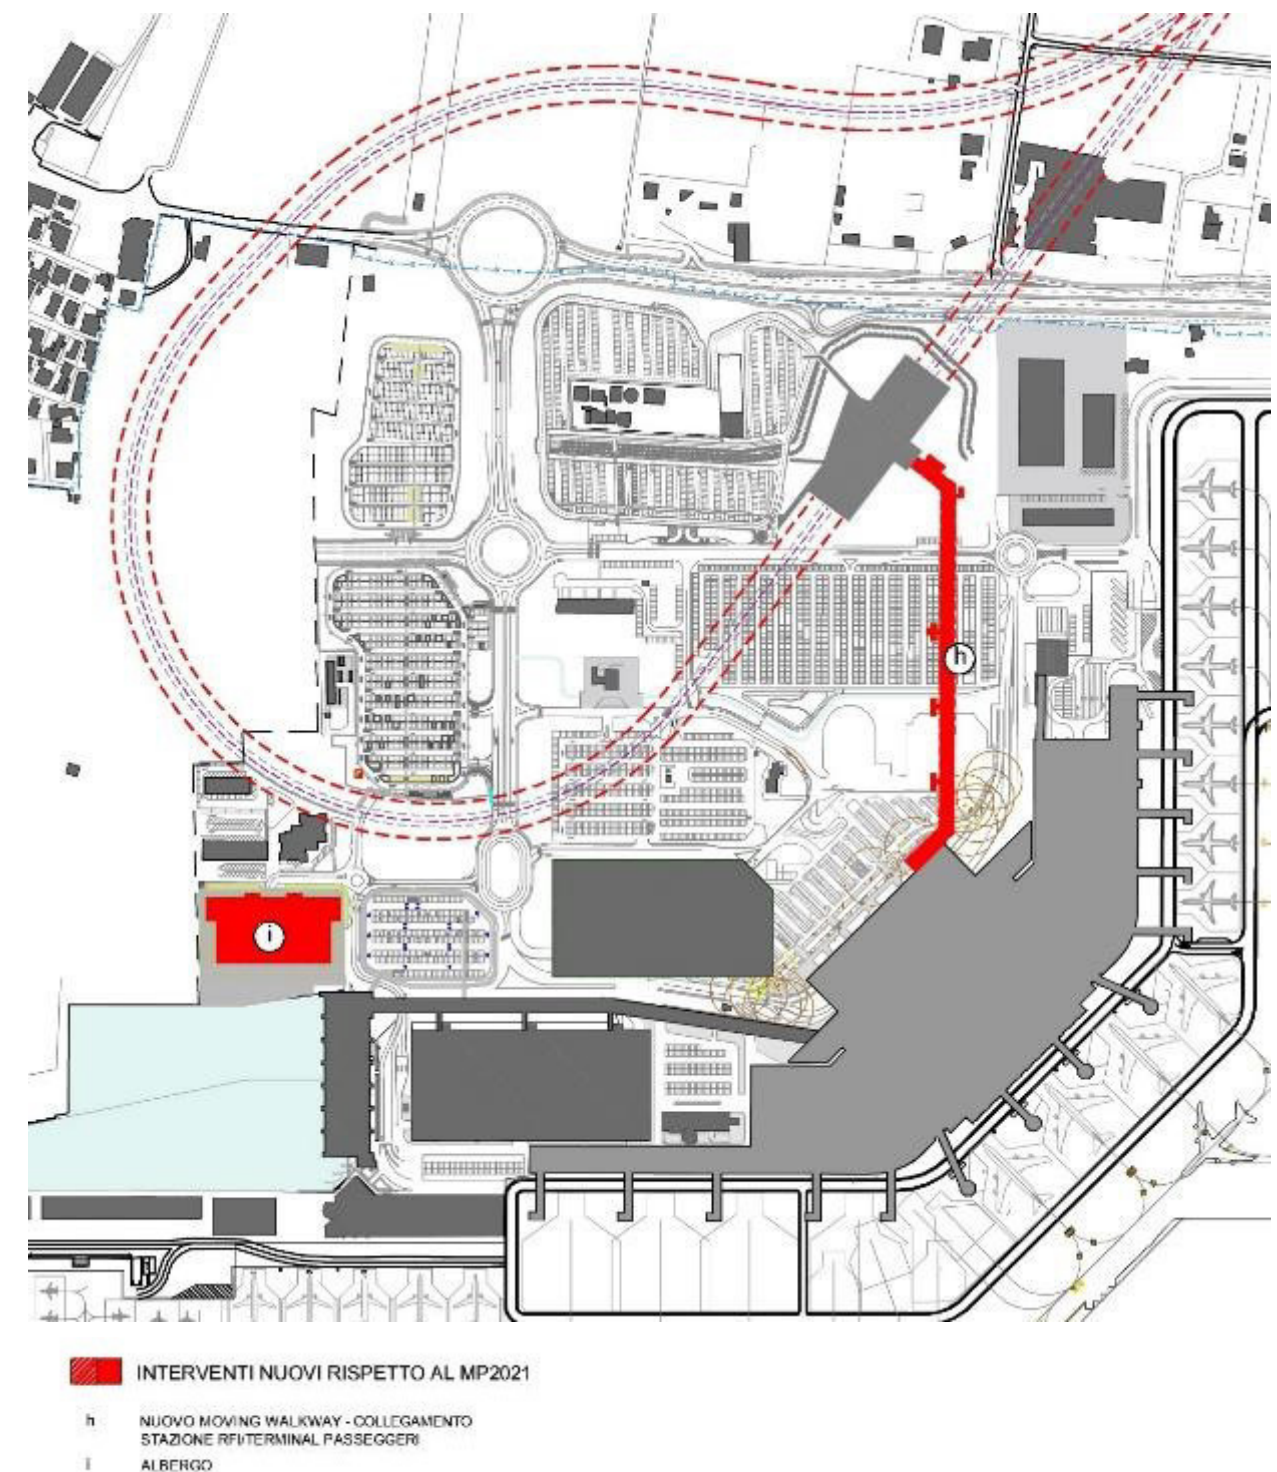 h
i
INTERVENTI NUOVI RISPETTO AL MP2021
h NUOVO MOVING WALKWAY - COLLEGAMENTO
STAZIONE RFI/TERMINAL PASSEGGERI
i ALBERGO